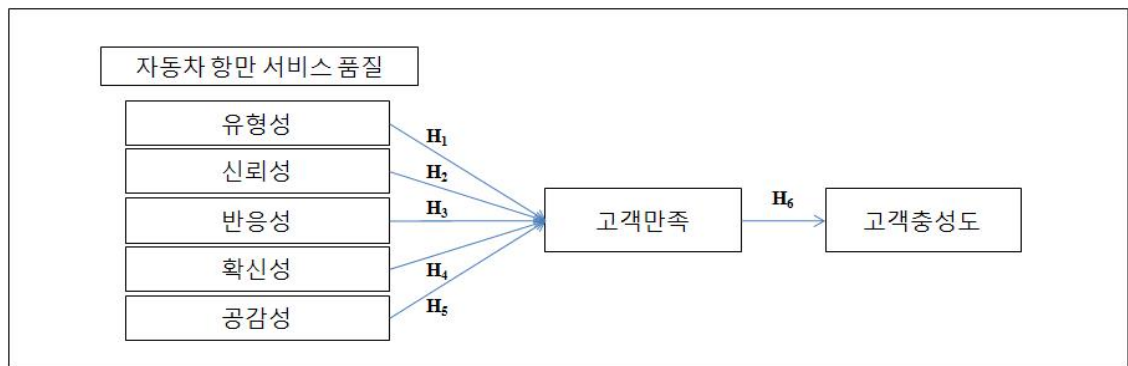 자동차 항만 서비스 품질
유형성
신뢰성
반응성
확신성
공감성
H₁
H₂
H₃
H₄
H₅
고객만족
H₆
고객충성도